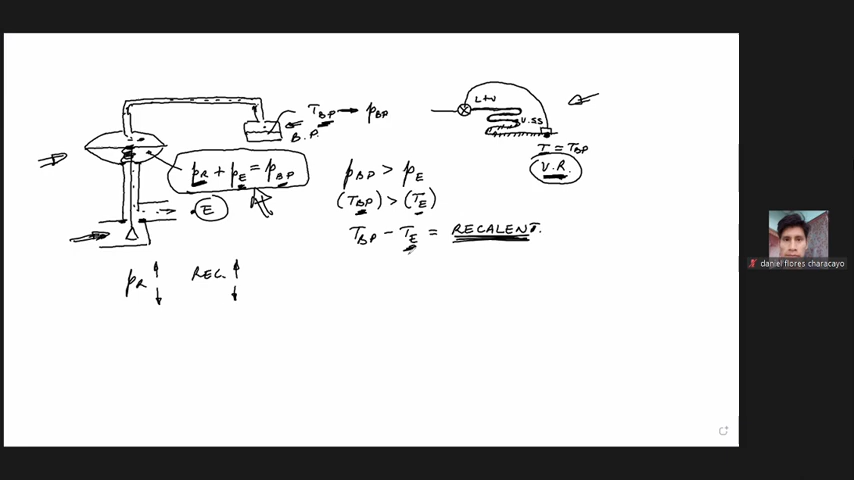 T_BP → p_BP
B.P.
p_R + p_E = p_BP
E
p_R ↑ REC. ↑
↓ ↓
p_BP > p_E
(T_BP) > (T_E)
T_BP - T_E = RECALENT.
L+V
V.SS
T = T_BP
V.R.
daniel flores characayo